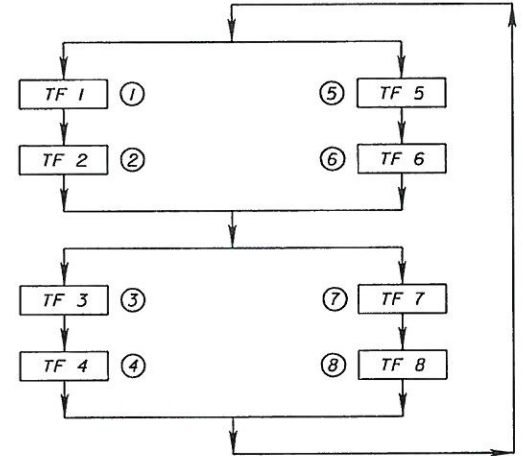 TF 1 ① ⑤ TF 5
TF 2 ② ⑥ TF 6
TF 3 ③ ⑦ TF 7
TF 4 ④ ⑧ TF 8